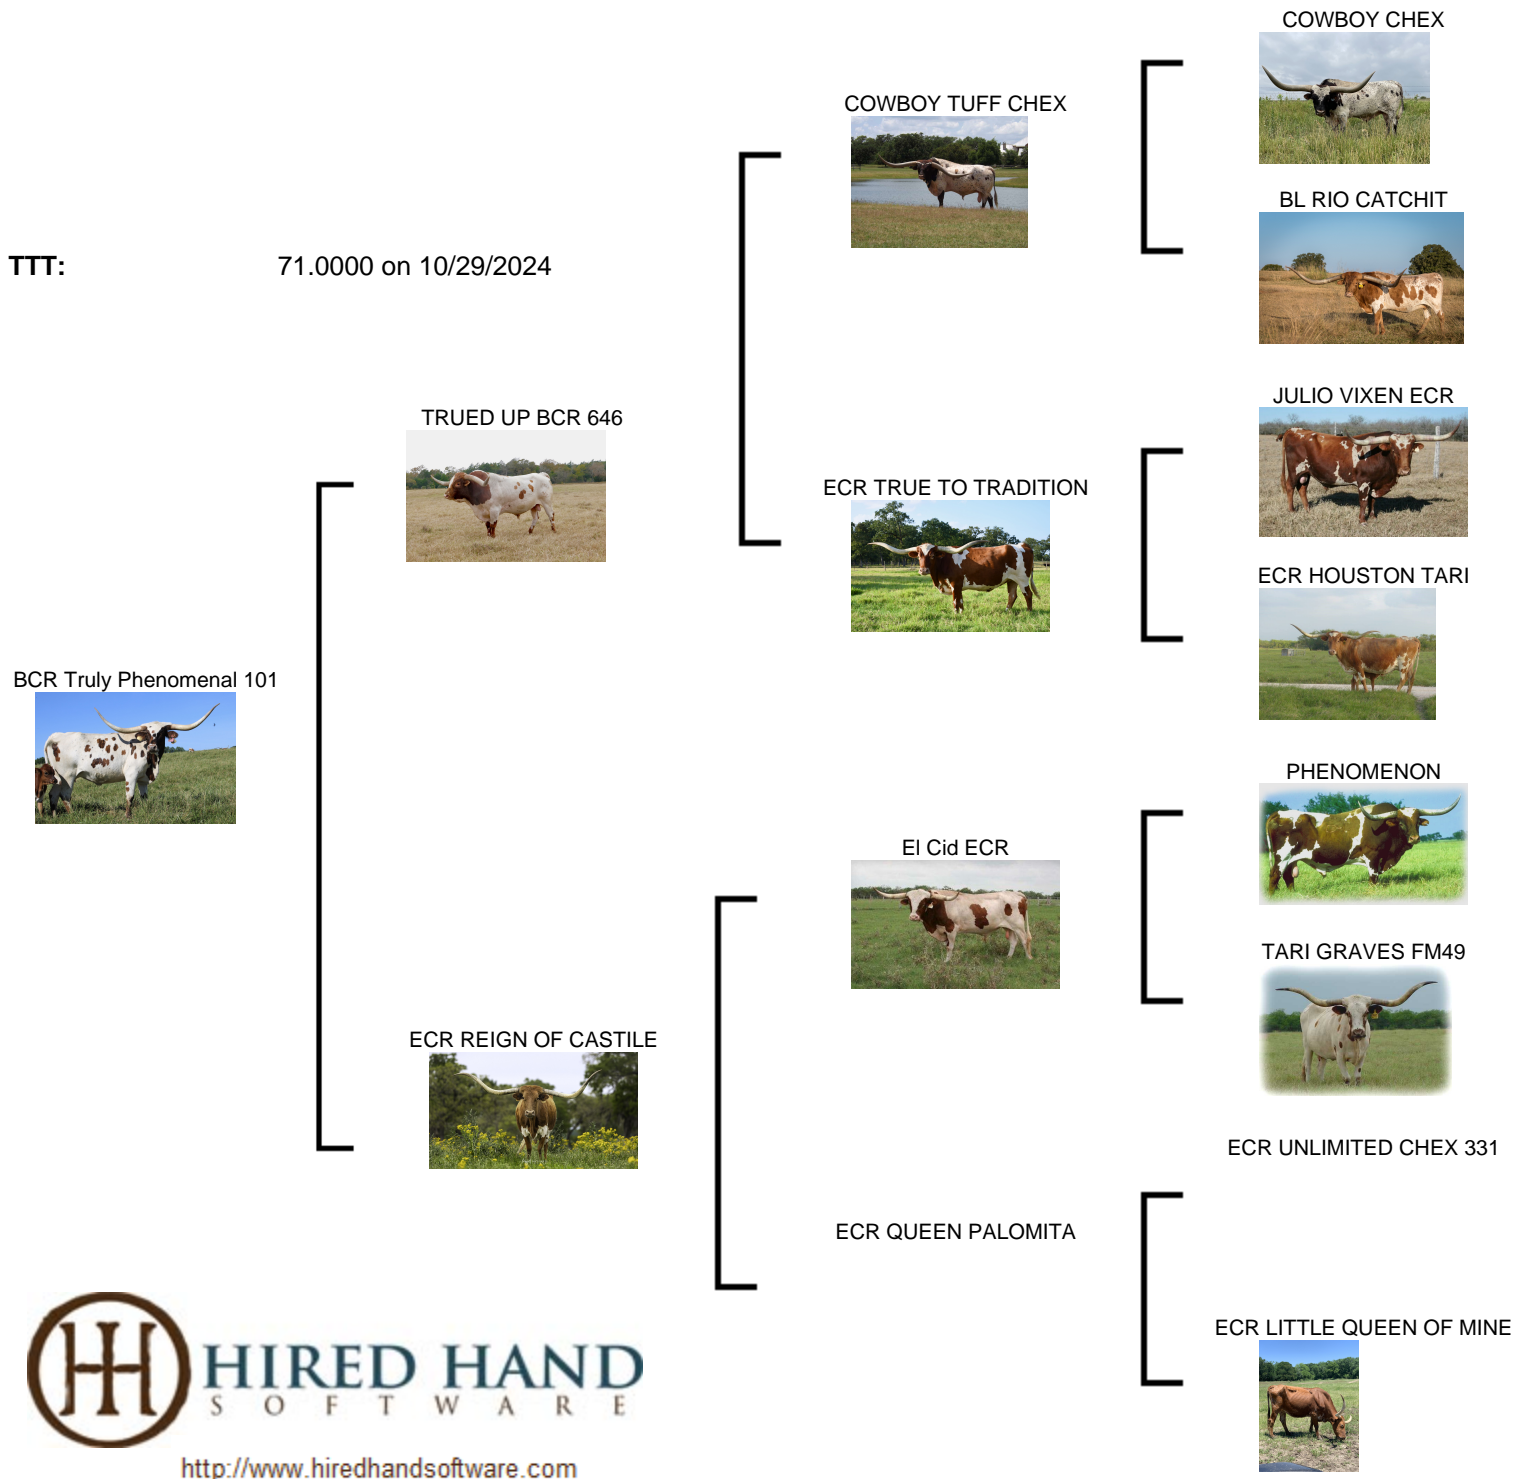 COWBOY CHEX
COWBOY TUFF CHEX
BL RIO CATCHIT
TTT: 71.0000 on 10/29/2024
JULIO VIXEN ECR
TRUED UP BCR 646
ECR TRUE TO TRADITION
ECR HOUSTON TARI
BCR Truly Phenomenal 101
PHENOMENON
El Cid ECR
TARI GRAVES FM49
ECR REIGN OF CASTILE
ECR UNLIMITED CHEX 331
ECR QUEEN PALOMITA
ECR LITTLE QUEEN OF MINE
HIRED HAND
SOFTWARE
http://www.hiredhandsoftware.com